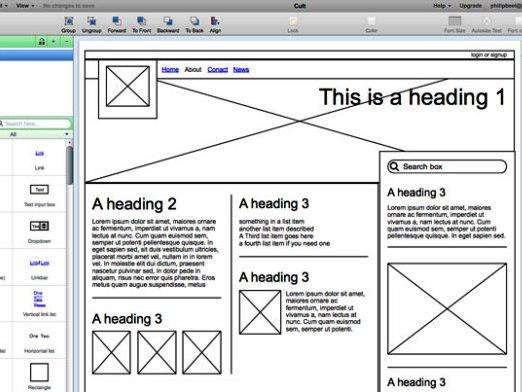 View
No changes to save
Cult
Help
Upgrade
Group
Ungroup
Forward
To Front
Backward
To Back
Align
Lock
Color
Font Size
Autosize Text
Search here...
All
Link
Link
Text
Text input box
Dropdown
Linkbar
One
Two
News
Vertical link list
One Two
Horizontal list
Rectangle
login or signup
Home About Conact News
This is a heading 1
Search box
A heading 2
Lorem ipsum dolor sit amet, maiores ornare
ac fermentum, imperdiet ut vivamus a, nam
lectus at nunc. Quam euismod sem,
semper ut potenti pellentesque quisque. In
eget sapien sed, sit duis vestibulum ultricies,
placerat morbi amet vel, nullam in in lorem
vel. In molestie elit dui dictum, praesent
nascetur pulvinar sed, in dolor pede in
aliquam, risus nec error quis pharetra. Eros
metus quam augue suspendisse, metus
A heading 3
A heading 3
something in a list item
another list item described
A Third list item goes here
a fourth list item if you need one
A heading 3
Lorem ipsum dolor sit
amet, maiores ornare ac
fermentum, imperdiet ut
vivamus a, nam lectus at
nunc. Quam euismod
sem, semper ut potenti.
A heading 3
Lorem ipsum dolor sit amet, maiores
ornare ac fermentum, imperdiet ut
vivamus a, nam lectus at nunc. Quam
euismod sem, semper ut potenti
pellentesque quisque.
A heading 3